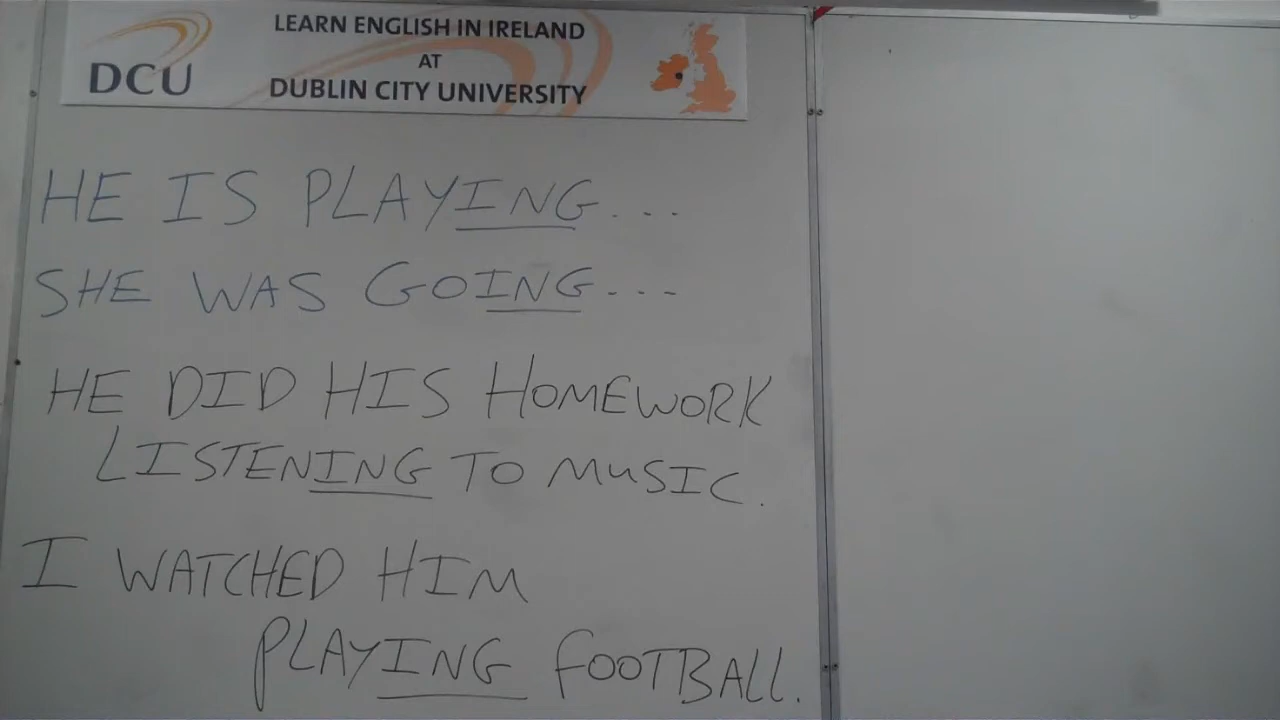 DCU
LEARN ENGLISH IN IRELAND
AT
DUBLIN CITY UNIVERSITY
HE IS PLAYING...
SHE WAS GOING...
HE DID HIS HOMEWORK
LISTENING TO MUSIC.
I WATCHED HIM
PLAYING FOOTBALL.